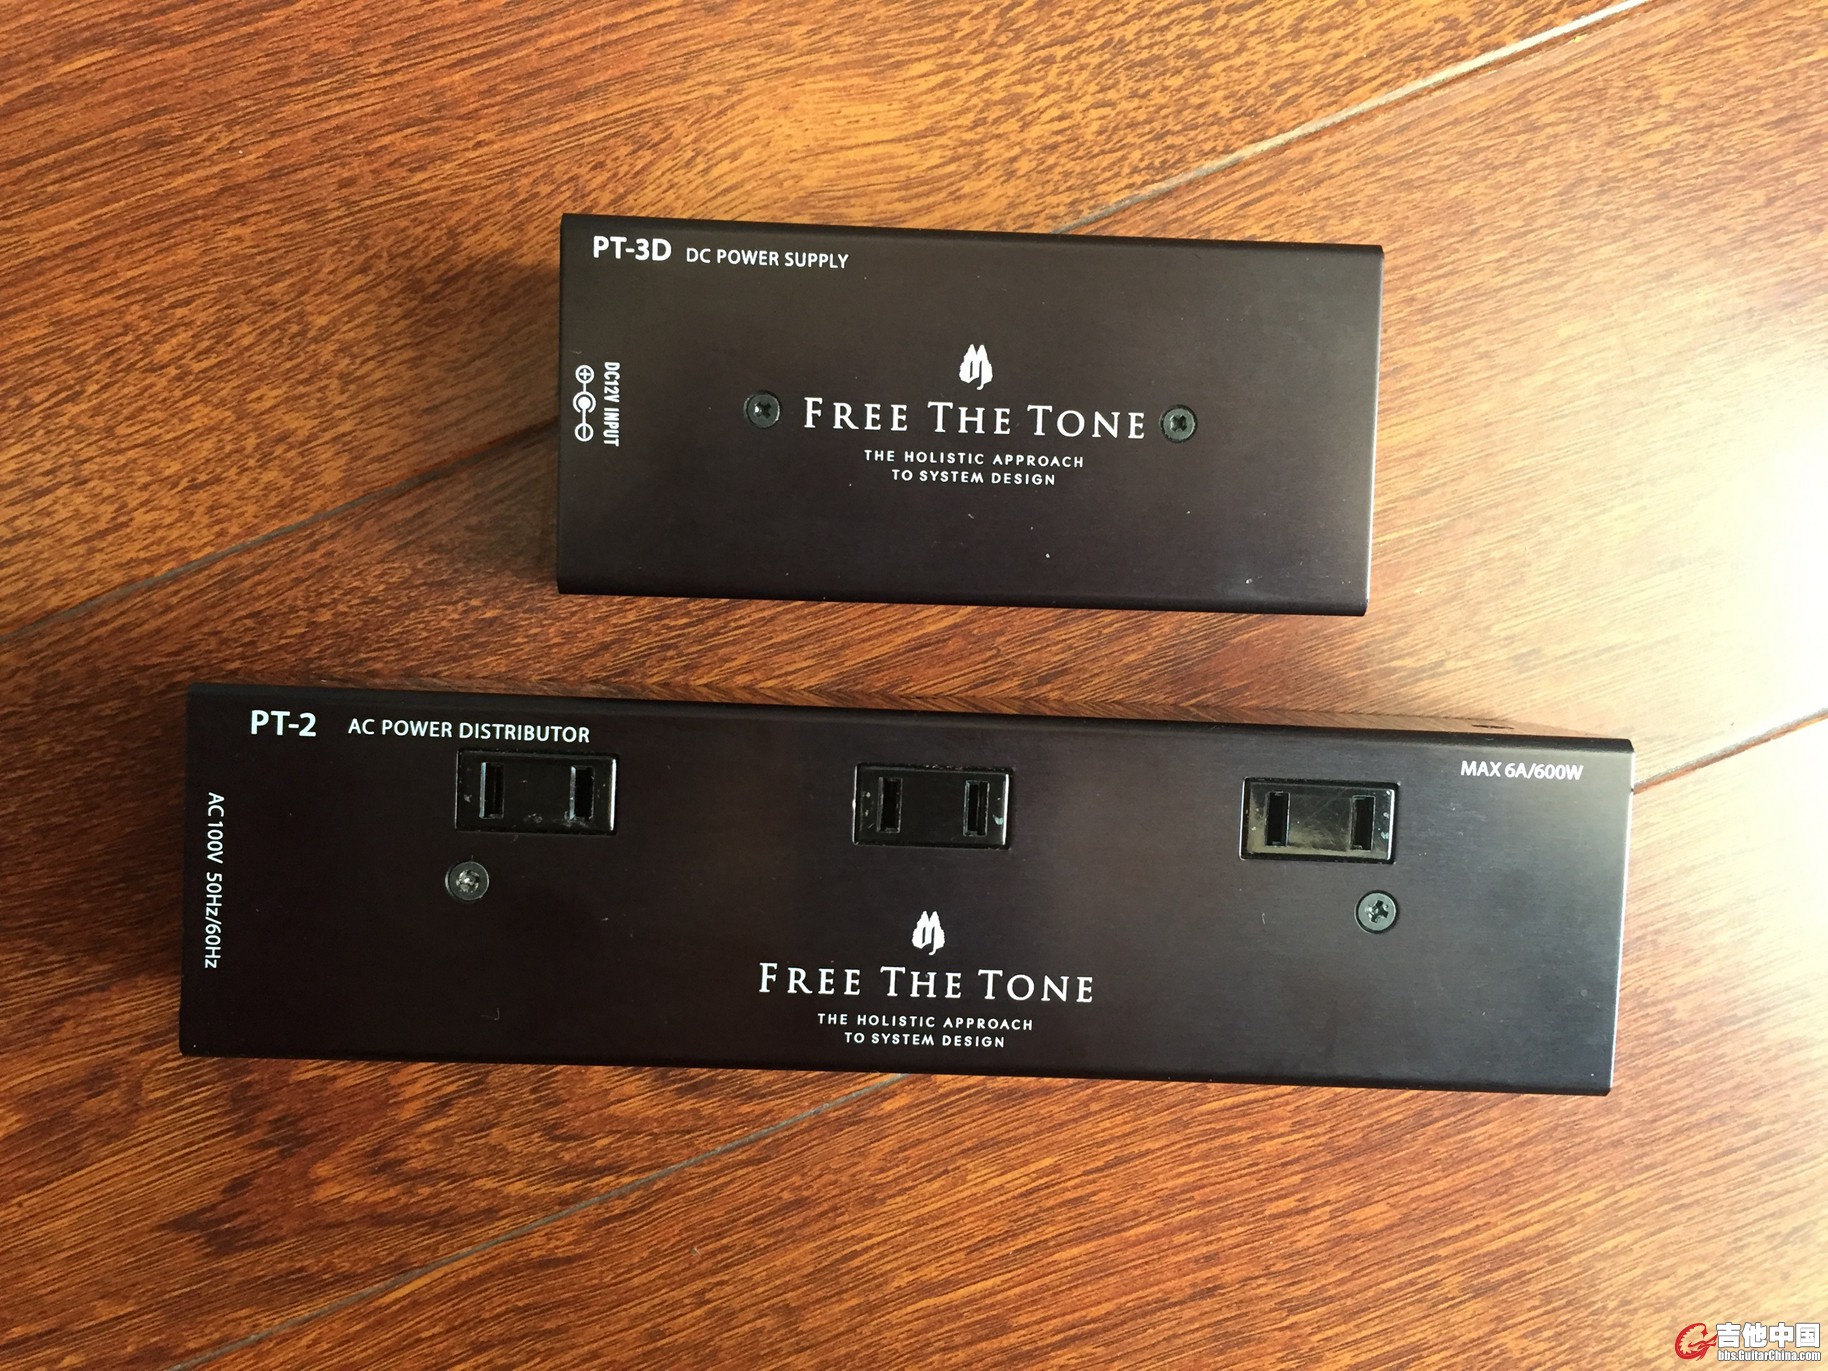 PT-3D DC POWER SUPPLY
DC12V INPUT
FREE THE TONE
THE HOLISTIC APPROACH
TO SYSTEM DESIGN
PT-2 AC POWER DISTRIBUTOR
MAX 6A/600W
AC100V 50Hz/60Hz
FREE THE TONE
THE HOLISTIC APPROACH
TO SYSTEM DESIGN
吉他中国
bbs.GuitarChina.com